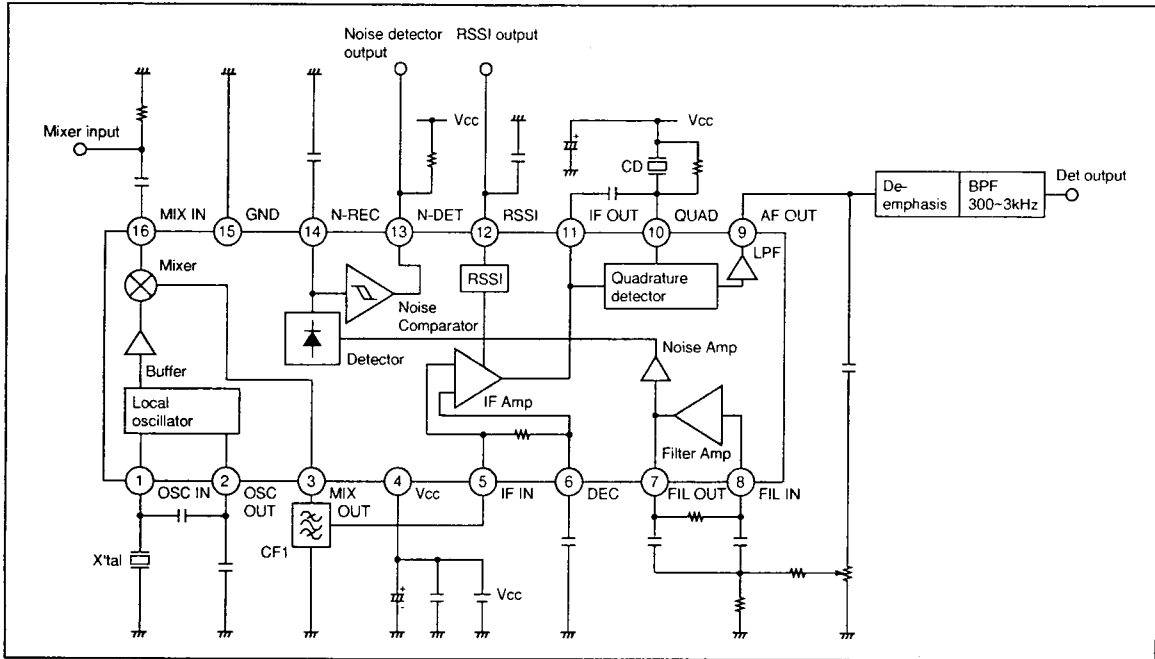 Noise detector
output
RSSI output
Mixer input
Vcc
Vcc
+
-
CD
De-
emphasis
BPF
300~3kHz
Det output
16
MIX IN
15
GND
14
N-REC
13
N-DET
12
RSSI
11
IF OUT
10
QUAD
9
AF OUT
Mixer
RSSI
Quadrature
detector
LPF
Noise
Comparator
Detector
Noise Amp
Buffer
IF Amp
Local
oscillator
Filter Amp
1
OSC IN
2
OSC
OUT
3
MIX
OUT
4
Vcc
5
IF IN
6
DEC
7
FIL OUT
8
FIL IN
X'tal
CF1
+
-
Vcc